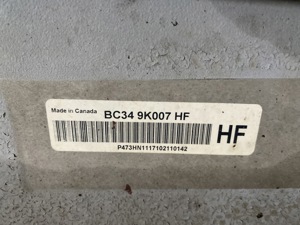 Made in Canada BC34 9K007 HF
HF
P473HN1117102110142